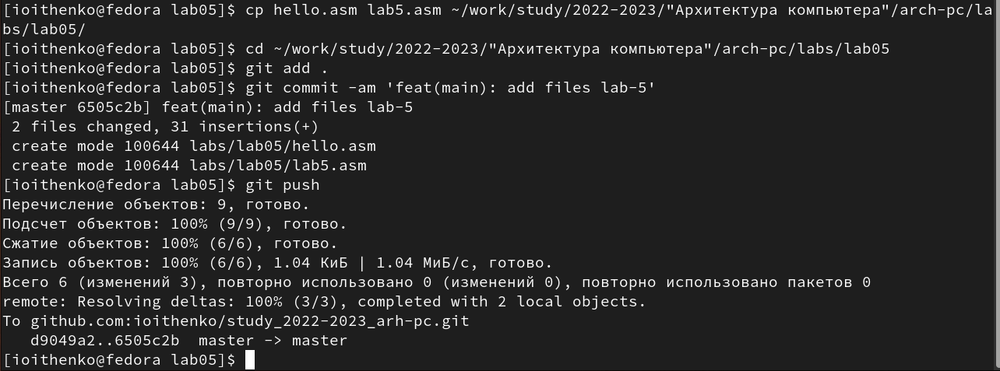 [ioithenko@fedora lab05]$ cp hello.asm lab5.asm ~/work/study/2022-2023/"Архитектура компьютера"/arch-pc/la
bs/lab05/
[ioithenko@fedora lab05]$ cd ~/work/study/2022-2023/"Архитектура компьютера"/arch-pc/labs/lab05
[ioithenko@fedora lab05]$ git add .
[ioithenko@fedora lab05]$ git commit -am 'feat(main): add files lab-5'
[master 6505c2b] feat(main): add files lab-5
 2 files changed, 31 insertions(+)
 create mode 100644 labs/lab05/hello.asm
 create mode 100644 labs/lab05/lab5.asm
[ioithenko@fedora lab05]$ git push
Перечисление объектов: 9, готово.
Подсчет объектов: 100% (9/9), готово.
Сжатие объектов: 100% (6/6), готово.
Запись объектов: 100% (6/6), 1.04 КиБ | 1.04 МиБ/с, готово.
Всего 6 (изменений 3), повторно использовано 0 (изменений 0), повторно использовано пакетов 0
remote: Resolving deltas: 100% (3/3), completed with 2 local objects.
To github.com:ioithenko/study_2022-2023_arh-pc.git
   d9049a2..6505c2b  master -> master
[ioithenko@fedora lab05]$